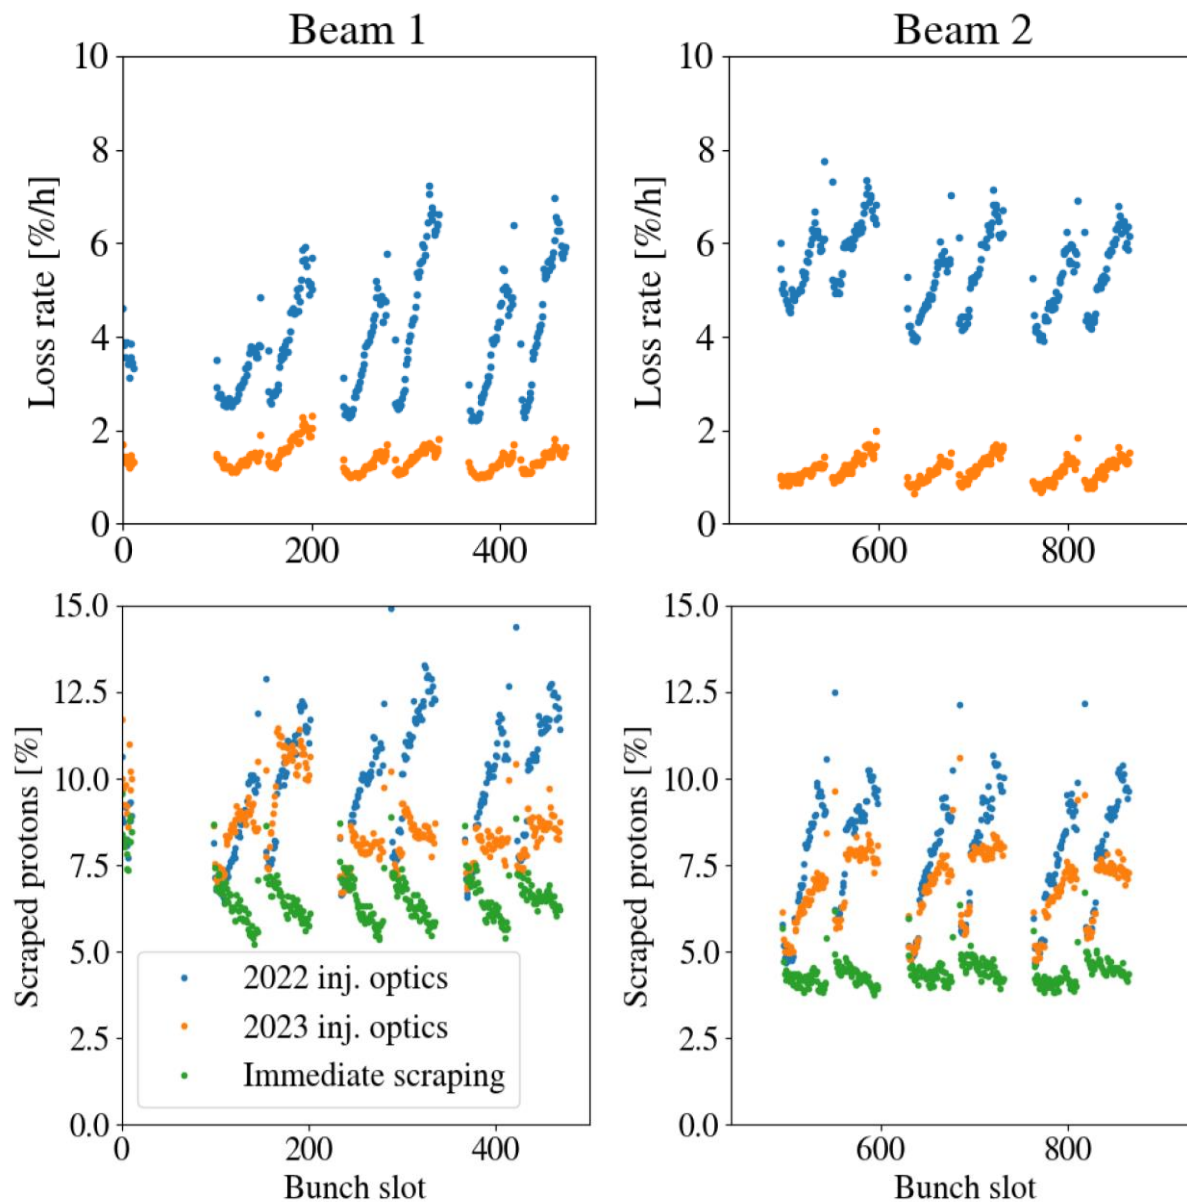 Beam 1
Beam 2
Loss rate [%/h]
10
8
6
4
2
0
0 200 400
Loss rate [%/h]
10
8
6
4
2
0
600 800
Scraped protons [%]
15.0
12.5
10.0
7.5
5.0
2.5
0.0
2022 inj. optics
2023 inj. optics
Immediate scraping
0 200 400
Bunch slot
Scraped protons [%]
15.0
12.5
10.0
7.5
5.0
2.5
0.0
600 800
Bunch slot